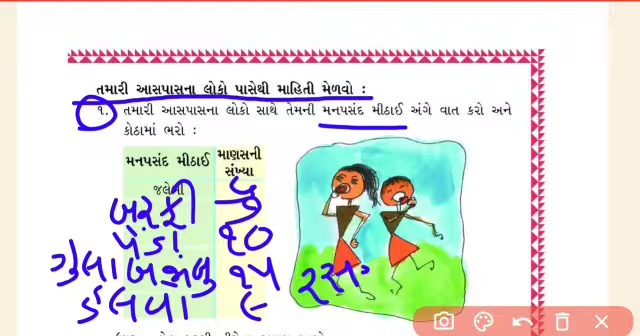 તમારી આસપાસના લોકો પાસેથી માહિતી મેળવો :
૧. તમારી આસપાસના લોકો સાથે તેમની મનપસંદ મીઠાઈ અંગે વાત કરો અને
કોઠામાં ભરો :
મનપસંદ મીઠાઈ માણસની સંખ્યા
જલેબી
બરફી
પેંડા ૧૦
ગુલાબજાંબુ ૧૫
હલવા ૯